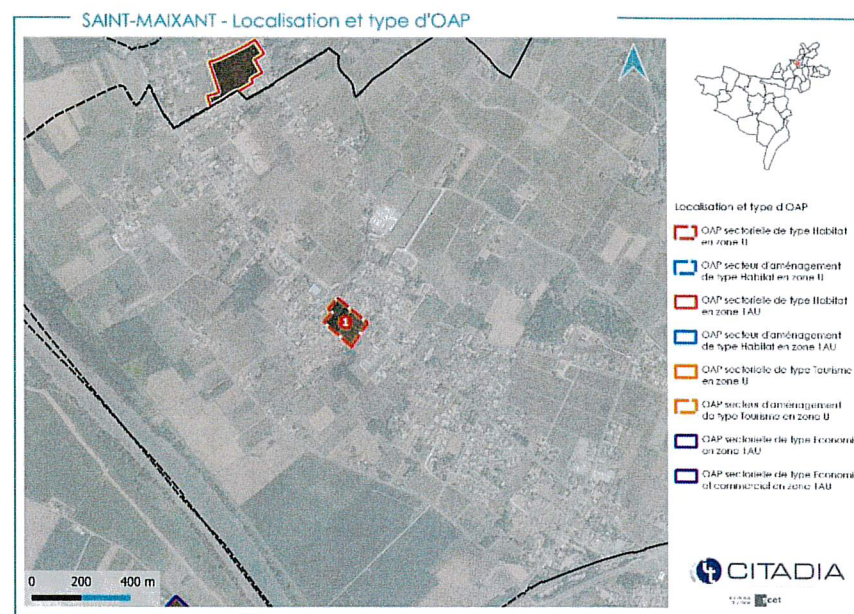 SAINT-MAIXANT - Localisation et type d'OAP
1
0 200 400 m
Localisation et type d'OAP
OAP sectorielle de type Habitat
en zone U
OAP secteur d'aménagement
de type Habitat en zone U
OAP sectorielle de type Habitat
en zone 1AU
OAP secteur d'aménagement
de type Habitat en zone 1AU
OAP sectorielle de type Tourisme
en zone U
OAP secteur d'aménagement
de type Tourisme en zone U
OAP sectorielle de type Economi
en zone 1AU
OAP sectorielle de type Economi
et commercial en zone 1AU
CITADIA